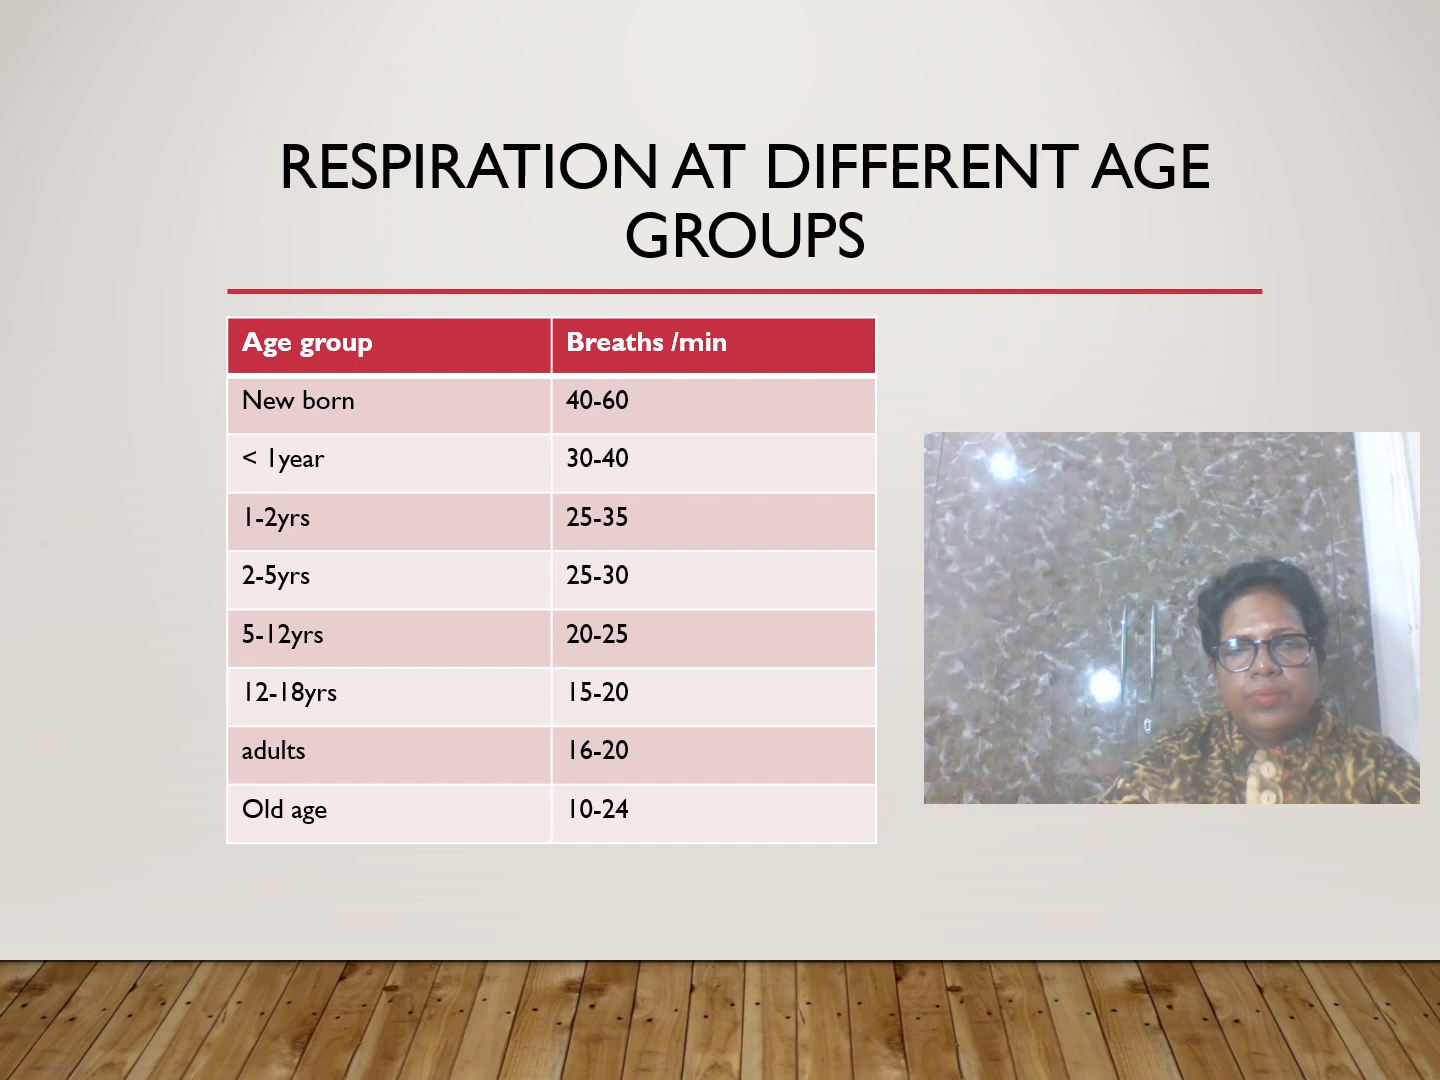 RESPIRATION AT DIFFERENT AGE
GROUPS
Age group Breaths /min
New born 40-60
< 1year 30-40
1-2yrs 25-35
2-5yrs 25-30
5-12yrs 20-25
12-18yrs 15-20
adults 16-20
Old age 10-24